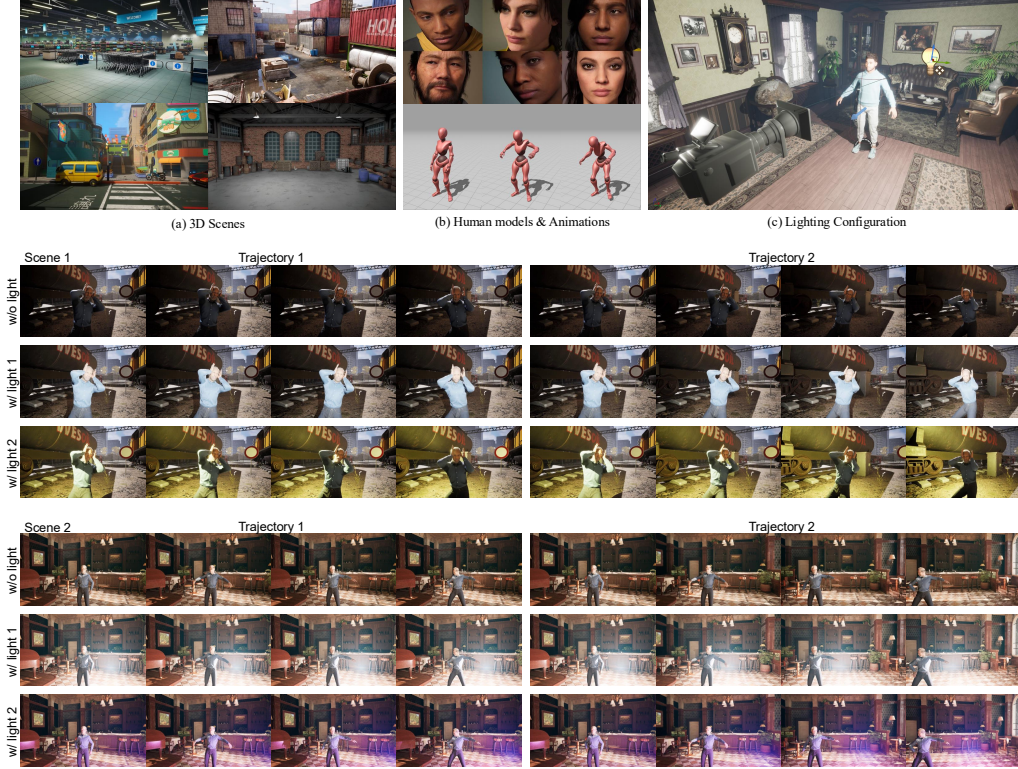 HOP
(a) 3D Scenes
(b) Human models & Animations
(c) Lighting Configuration
Scene 1
Trajectory 1
Trajectory 2
w/o light
w/ light 1
w/ light 2
Scene 2
Trajectory 1
Trajectory 2
w/o light
w/ light 1
w/ light 2